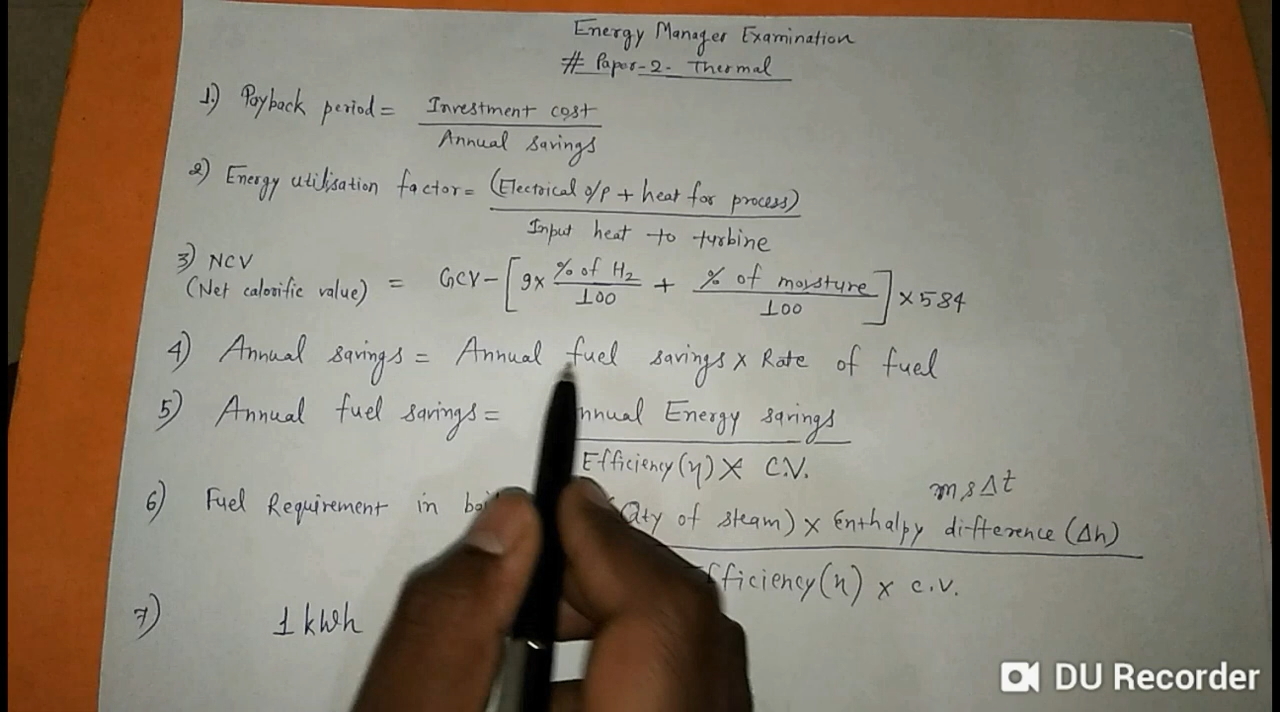 Energy Manager Examination
# Paper-2- Thermal
1.) Payback period = Investment cost
Annual savings
2) Energy utilisation factor = (Electrical o/p + heat for process)
Input heat to turbine
3) NCV
(Net calorific value) = GCV - [9x % of H2 / 100 + % of moisture / 100] x 584
4) Annual savings = Annual fuel savings x Rate of fuel
5) Annual fuel savings = nnual Energy savings
Efficiency (η) x C.V.
msΔt
6) Fuel Requirement in (Qty of steam) x Enthalpy difference (Δh)
fficiency (η) x C.V.
7) 1 kWh
DU Recorder